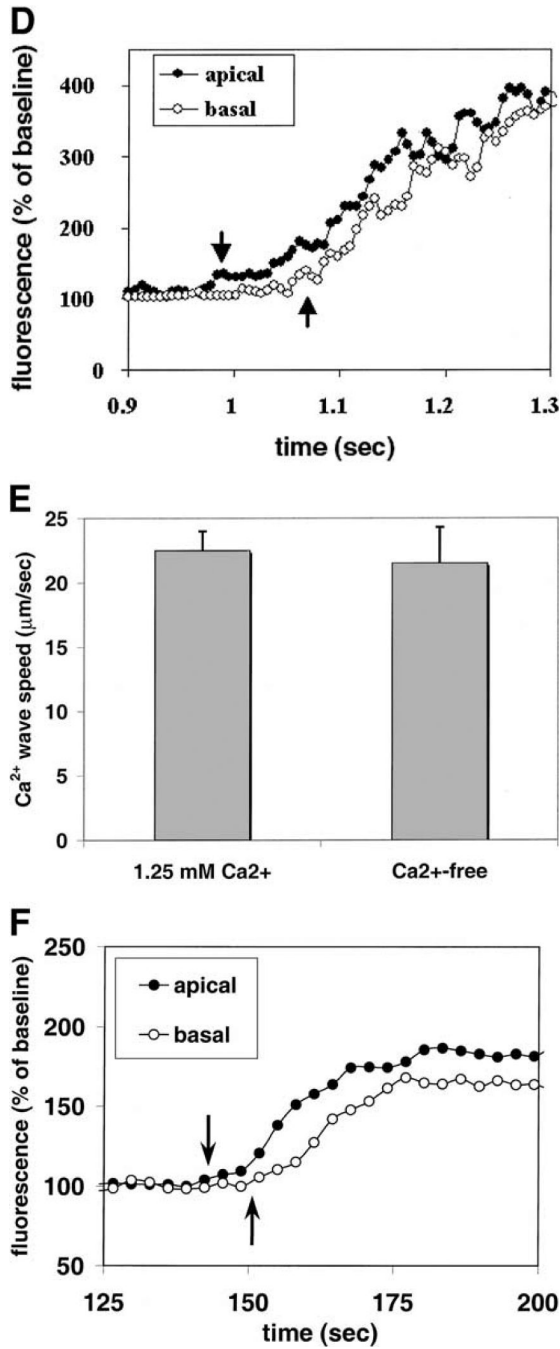 D
apical
basal
fluorescence (% of baseline)
400
300
200
100
0
0.9
1
1.1
1.2
1.3
time (sec)
E
Ca²⁺ wave speed (μm/sec)
25
20
15
10
5
0
1.25 mM Ca2+
Ca2+-free
F
apical
basal
fluorescence (% of baseline)
250
200
150
100
50
125
150
175
200
time (sec)